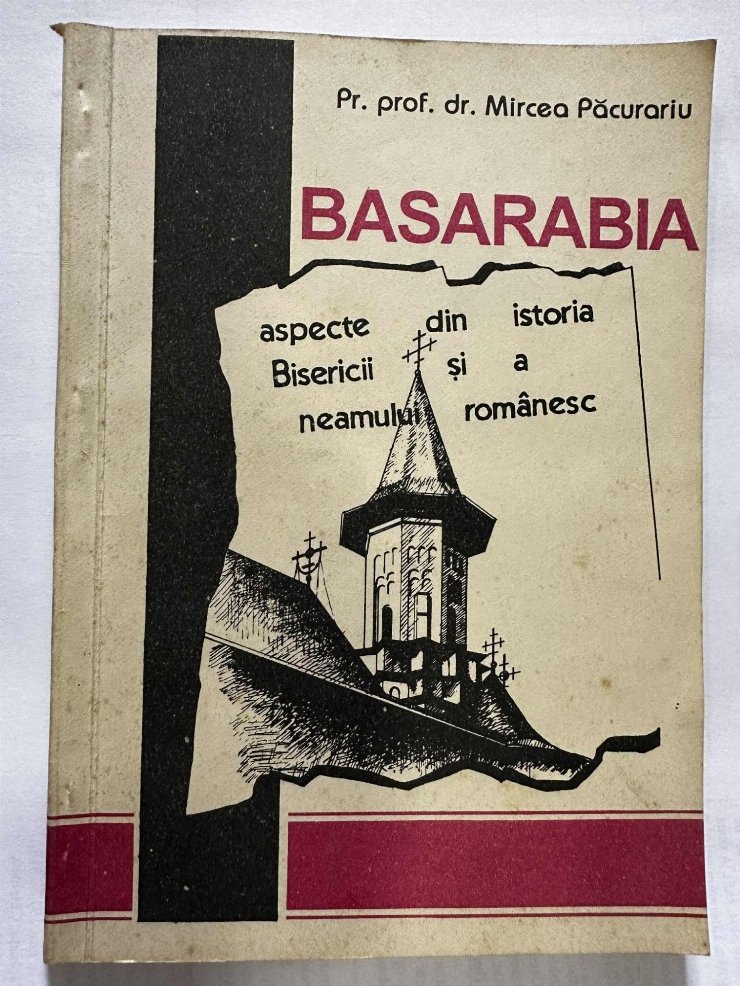 Pr. prof. dr. Mircea Păcurariu
BASARABIA
aspecte din istoria
Bisericii și a
neamului românesc